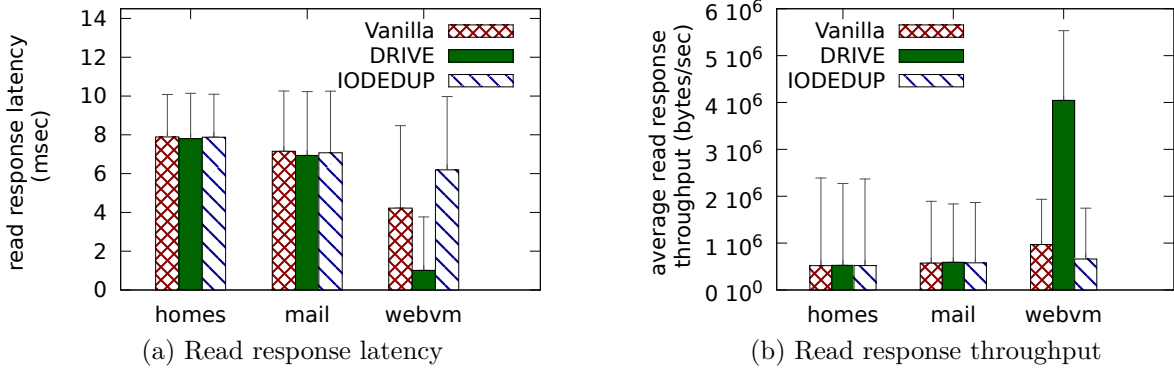 read response latency
(msec)
14
12
10
8
6
4
2
0
Vanilla
DRIVE
IODEDUP
homes mail webvm
(a) Read response latency
average read response
throughput (bytes/sec)
6 10⁶
5 10⁶
4 10⁶
3 10⁶
2 10⁶
1 10⁶
0 10⁰
Vanilla
DRIVE
IODEDUP
homes mail webvm
(b) Read response throughput